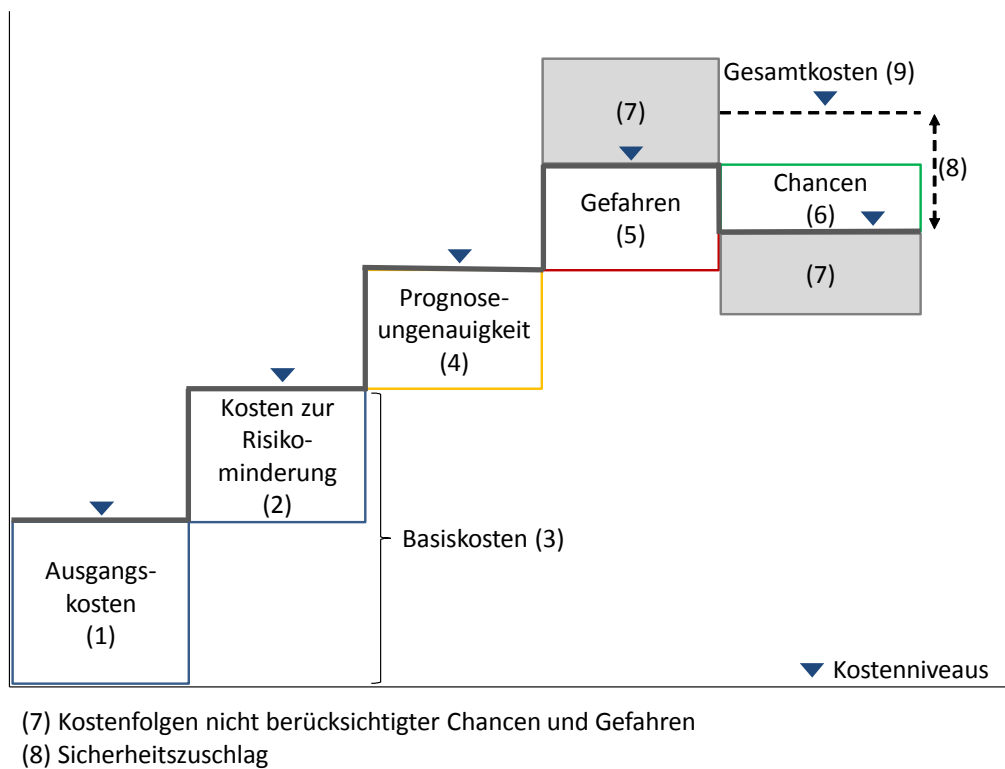 Gesamtkosten (9)
(7)
(8)
Chancen
(6)
Gefahren
(5)
(7)
Prognose-
ungenauigkeit
(4)
Kosten zur
Risiko-
minderung
(2)
Basiskosten (3)
Ausgangs-
kosten
(1)
Kostenniveaus
(7) Kostenfolgen nicht berücksichtigter Chancen und Gefahren
(8) Sicherheitszuschlag